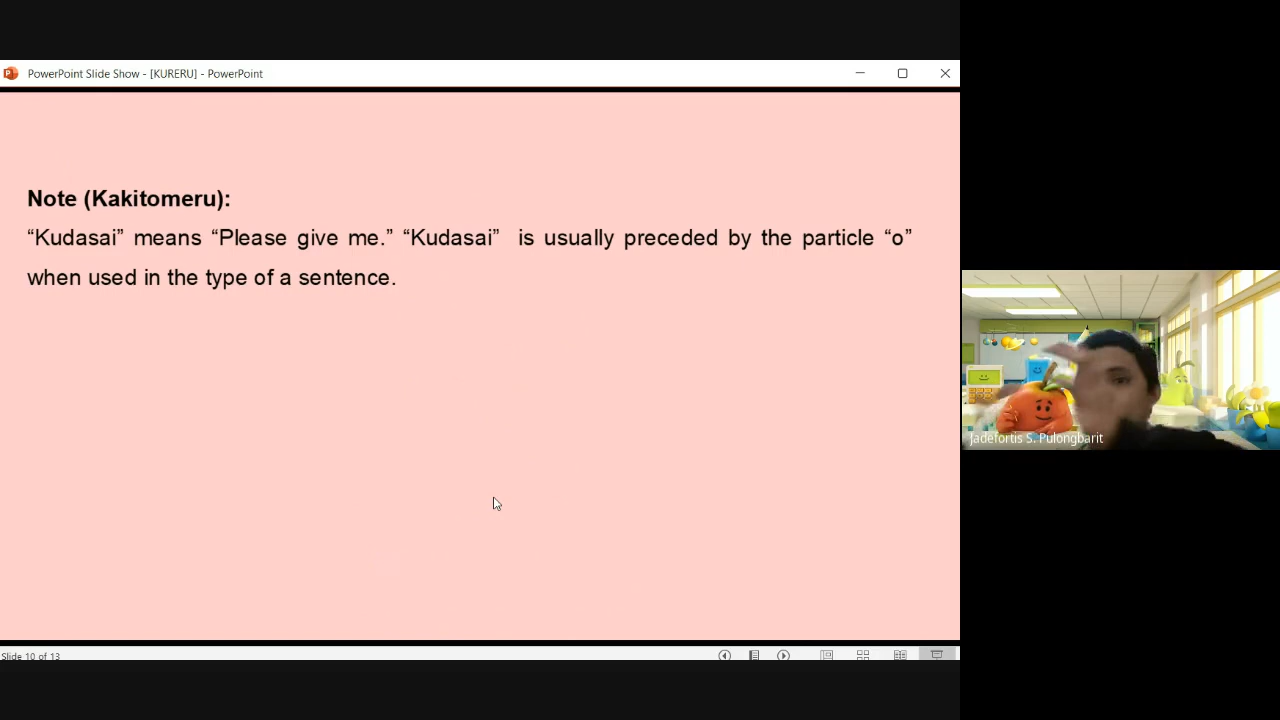 PowerPoint Slide Show - [KURERU] - PowerPoint
Note (Kakitomeru):
“Kudasai” means “Please give me.” “Kudasai” is usually preceded by the particle “o”
when used in the type of a sentence.
Jadefortis S. Pulongbarit
Slide 10 of 13